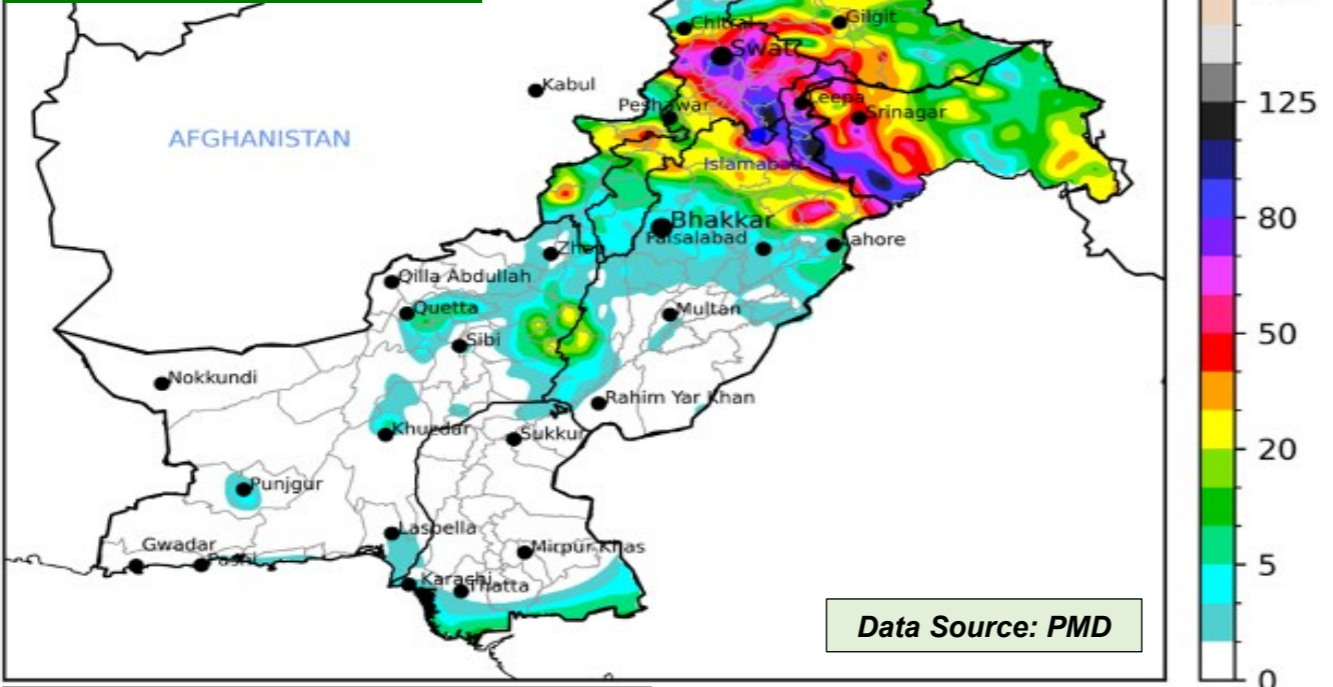 Chitral
Gilgit
Swat
Kabul
Leepa
125
Peshawar
Srinagar
AFGHANISTAN
Islamabad
80
Bhakkar
Faisalabad
Lahore
Zhob
Qilla Abdullah
Quetta
Multan
50
Sibi
Nokkundi
Rahim Yar Khan
Khuzdar
Sukkur
20
Punjgur
Lasbella
Gwadar
Mirpur Khas
Pasni
5
Karachi
Thatta
Data Source: PMD
0